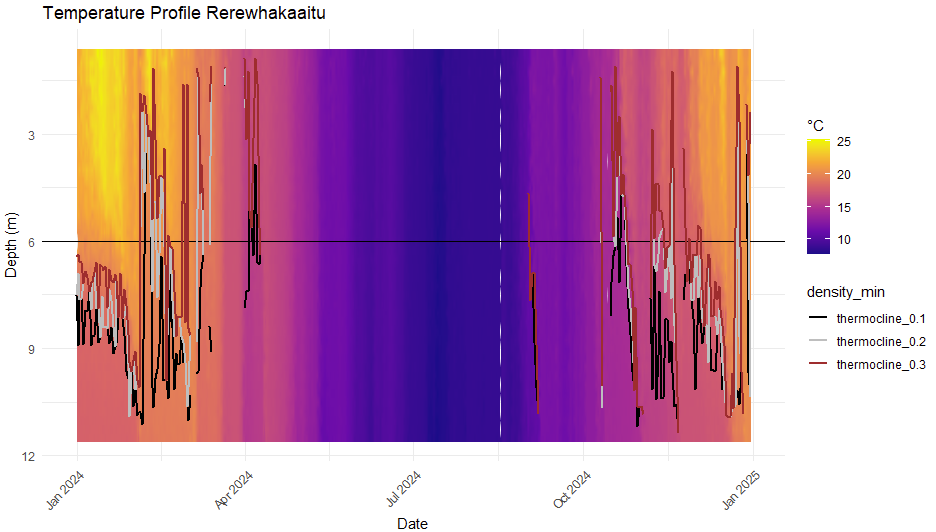 Temperature Profile Rerewhakaaitu
Depth (m)
3
6
9
12
Jan 2024
Apr 2024
Jul 2024
Oct 2024
Jan 2025
Date
°C
25
20
15
10
density_min
thermocline_0.1
thermocline_0.2
thermocline_0.3